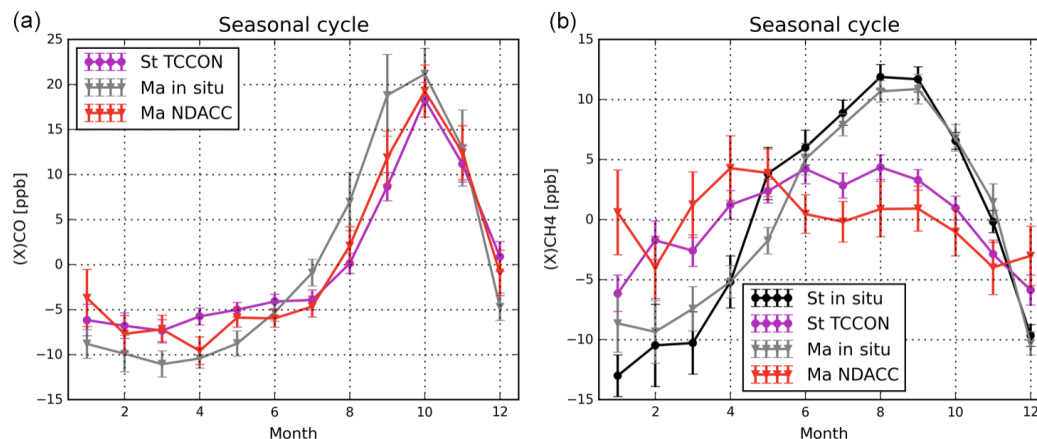 (a)
Seasonal cycle
25
20
15
10
5
0
−5
−10
−15
(X)CO [ppb]
St TCCON
Ma in situ
Ma NDACC
2
4
6
8
10
12
Month
(b)
Seasonal cycle
15
10
5
0
−5
−10
−15
(X)CH4 [ppb]
St in situ
St TCCON
Ma in situ
Ma NDACC
2
4
6
8
10
12
Month